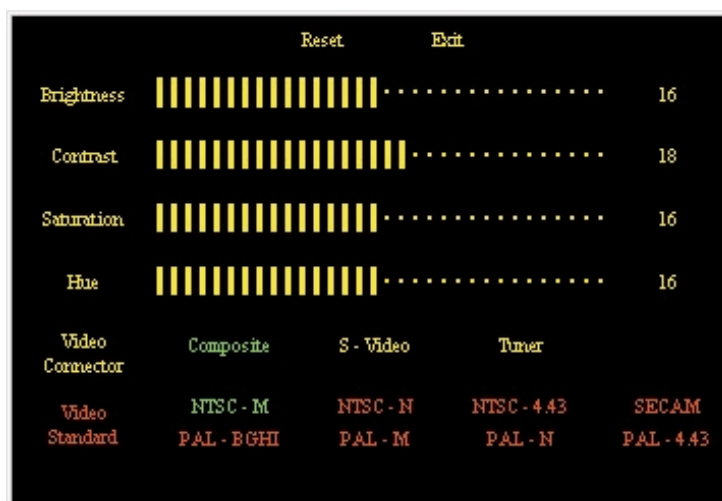 Reset Exit
Brightness 16
Contrast 18
Saturation 16
Hue 16
Video Connector Composite S - Video Tuner
Video Standard NTSC - M NTSC - N NTSC - 4.43 SECAM
PAL - BGHI PAL - M PAL - N PAL - 4.43